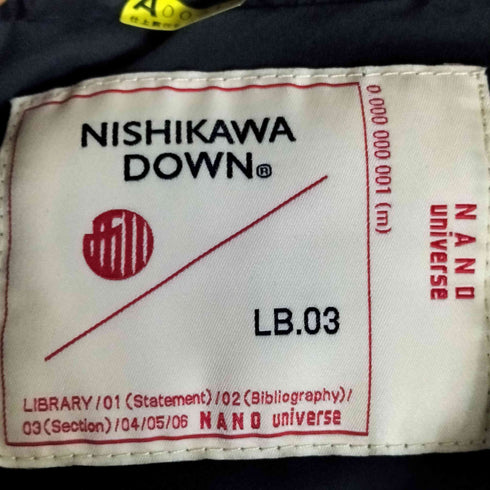 A00
NISHIKAWA
DOWN®
LB.03
LIBRARY/01(Statement)/02(Bibliography)/
03(Section)/04/05/06 NANO universe
0.000 000 001 (m)
NANO
universe